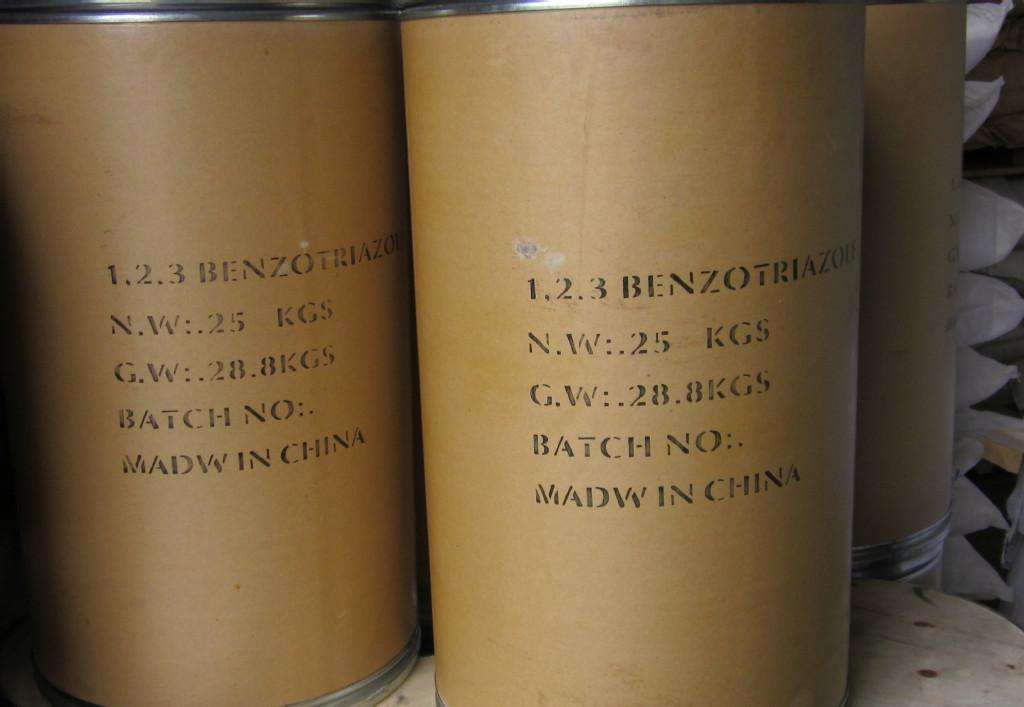 1,2.3 BENZOTRIAZOL
N.W:.25 KGS
G.W:.28.8KGS
BATCH NO:.
MADW IN CHINA
1,2.3 BENZOTRIAZOL
N.W:.25 KGS
G.W:.28.8KGS
BATCH NO:.
MADW IN CHINA